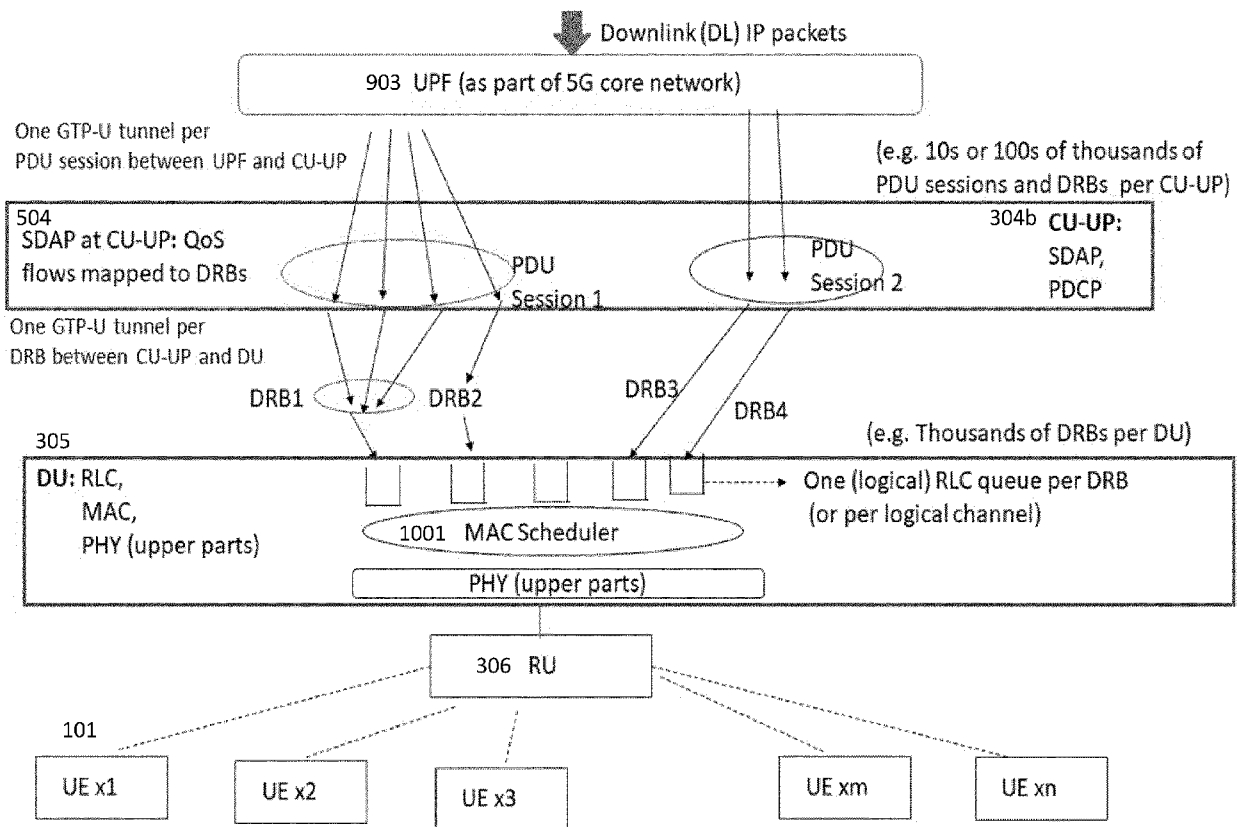 Downlink (DL) IP packets
903 UPF (as part of 5G core network)
One GTP-U tunnel per
PDU session between UPF and CU-UP
(e.g. 10s or 100s of thousands of
PDU sessions and DRBs per CU-UP)
504
SDAP at CU-UP: QoS
flows mapped to DRBs
PDU
Session 1
PDU
Session 2
304b CU-UP:
SDAP,
PDCP
One GTP-U tunnel per
DRB between CU-UP and DU
DRB1
DRB2
DRB3
DRB4
(e.g. Thousands of DRBs per DU)
305
DU: RLC,
MAC,
PHY (upper parts)
One (logical) RLC queue per DRB
(or per logical channel)
1001 MAC Scheduler
PHY (upper parts)
306 RU
101
UE x1
UE x2
UE x3
UE xm
UE xn